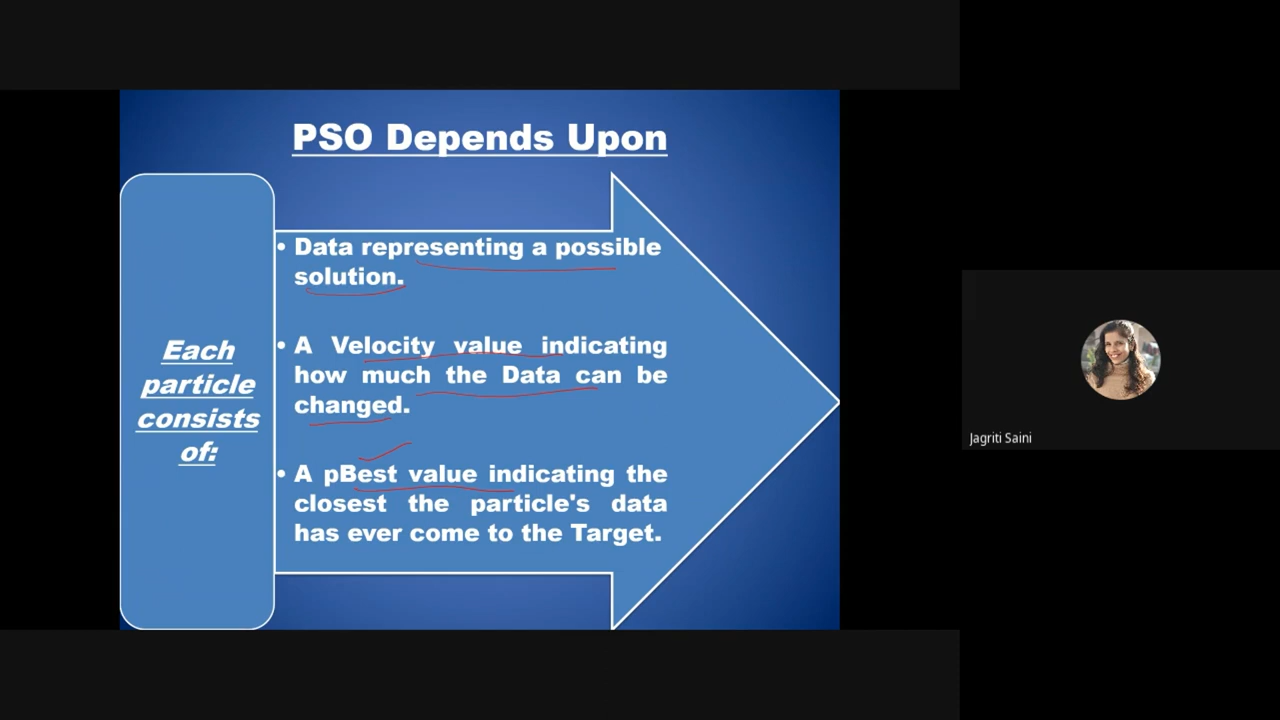 PSO Depends Upon
Each
particle
consists
of:
• Data representing a possible
solution.
• A Velocity value indicating
how much the Data can be
changed.
• A pBest value indicating the
closest the particle's data
has ever come to the Target.
Jagriti Saini